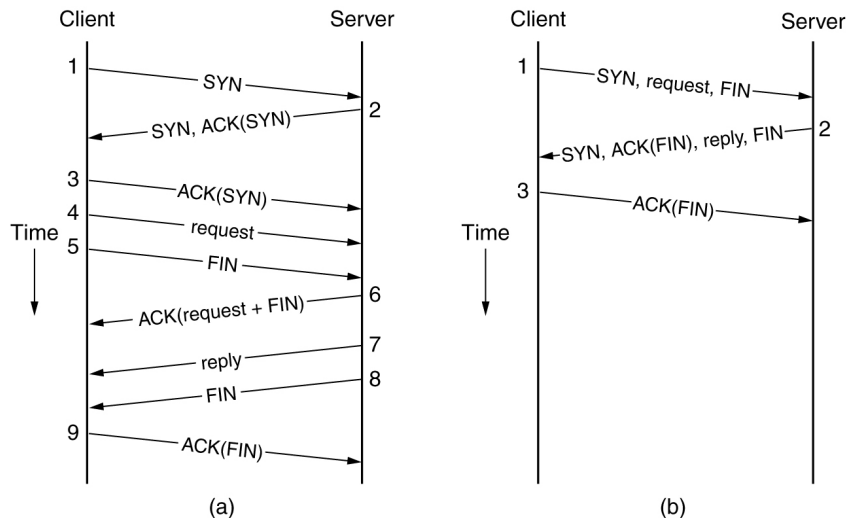 Client
Server
1
SYN
2
SYN, ACK(SYN)
3
ACK(SYN)
4
request
Time
5
FIN
6
ACK(request + FIN)
7
reply
8
FIN
9
ACK(FIN)
(a)
Client
Server
1
SYN, request, FIN
2
SYN, ACK(FIN), reply, FIN
3
ACK(FIN)
Time
(b)